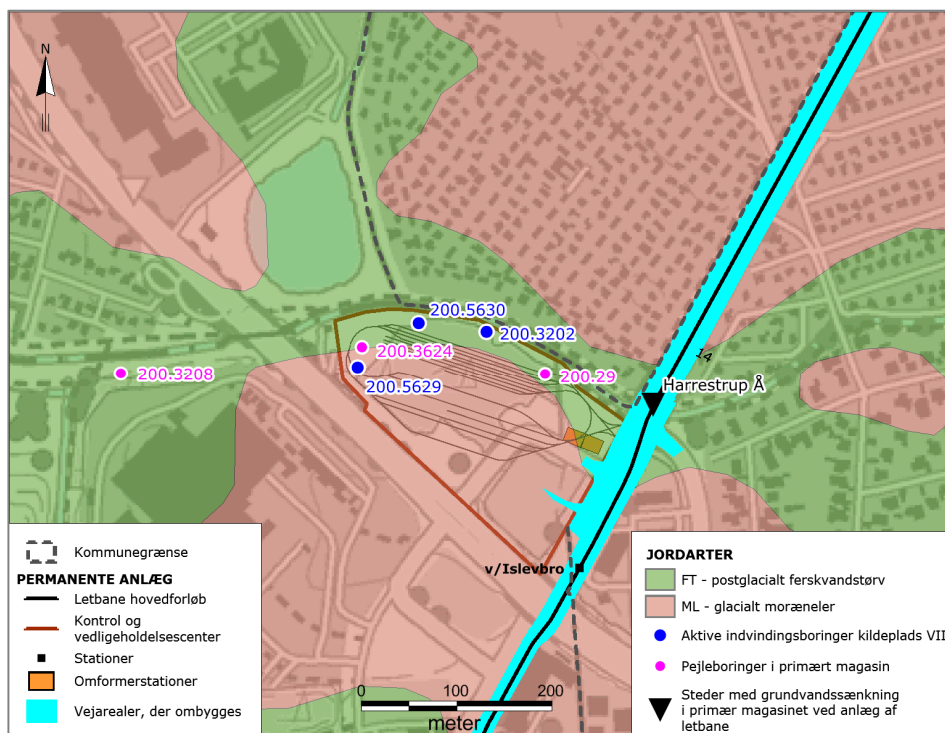 N
200.5630
200.3202
200.3624
200.3208
200.29
200.5629
14
Harrestrup Å
v/Islevbro
Kommunegrænse
PERMANENTE ANLÆG
Letbane hovedforløb
Kontrol og
vedligeholdelsescenter
Stationer
Omformerstationer
Vejarealer, der ombygges
0 100 200
meter
JORDARTER
FT - postglacialt ferskvandstørv
ML - glacialt moræneler
Aktive indvindingsboringer kildeplads VII
Pejleboringer i primært magasin
Steder med grundvandssænkning
i primær magasinet ved anlæg af
letbane